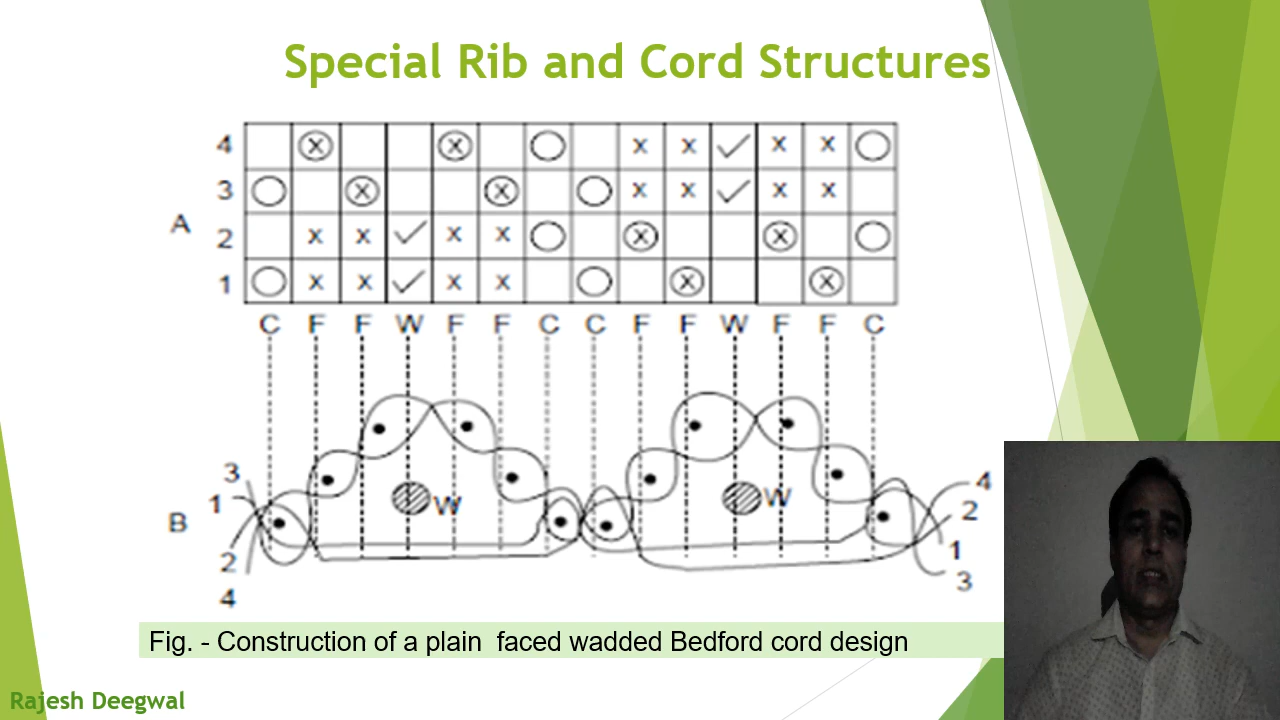 Special Rib and Cord Structures
4 ⓧ ⓧ ○ x x ✓ x x ○
3 ○ ⓧ ⓧ ○ x x ✓ x x
A
2 x x ✓ x x ○ ⓧ ⓧ ○
1 ○ x x ✓ x x ○ ⓧ ⓧ
C F F W F F C C F F W F F C
3
1
W
W
4
2
B
2
4
1
3
Fig. - Construction of a plain faced wadded Bedford cord design
Rajesh Deegwal